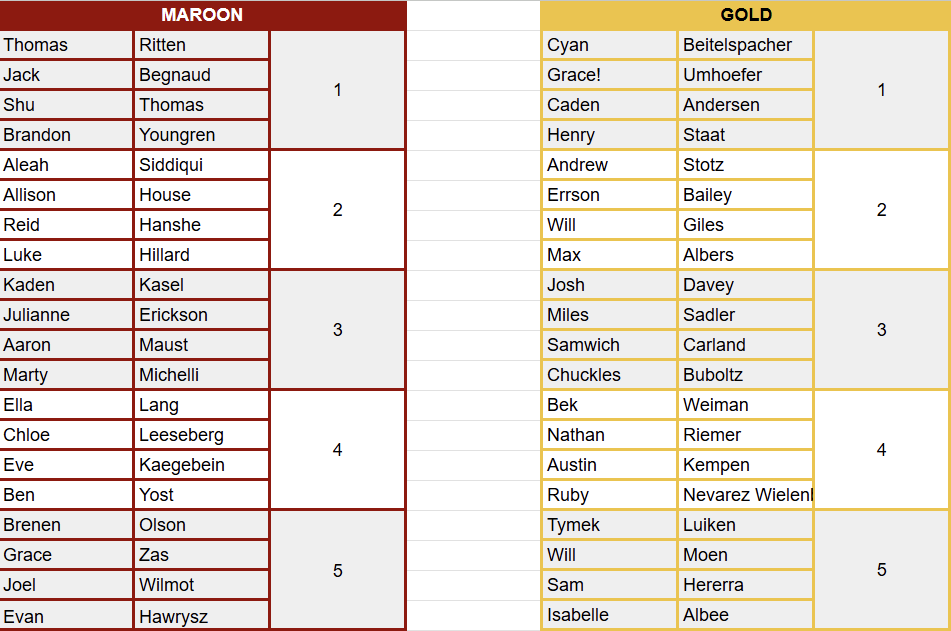 MAROON GOLD
Thomas Ritten Cyan Beitelspacher
Jack Begnaud Grace! Umhoefer
1 1
Shu Thomas Caden Andersen
Brandon Youngren Henry Staat
Aleah Siddiqui Andrew Stotz
Allison House Errson Bailey
2 2
Reid Hanshe Will Giles
Luke Hillard Max Albers
Kaden Kasel Josh Davey
Julianne Erickson Miles Sadler
3 3
Aaron Maust Samwich Carland
Marty Michelli Chuckles Buboltz
Ella Lang Bek Weiman
Chloe Leeseberg Nathan Riemer
4 4
Eve Kaegebein Austin Kempen
Ben Yost Ruby Nevarez
Brenen Olson Tymek Luiken
Grace Zas Will Moen
5 5
Joel Wilmot Sam Hererra
Evan Hawrysz Isabelle Albee